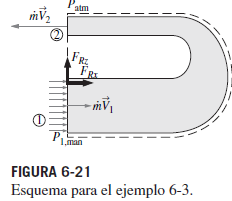 P_atm
ṁV⃗₂
②
F_Rz
F_Rx
ṁV⃗₁
①
P₁,man
FIGURA 6-21
Esquema para el ejemplo 6-3.